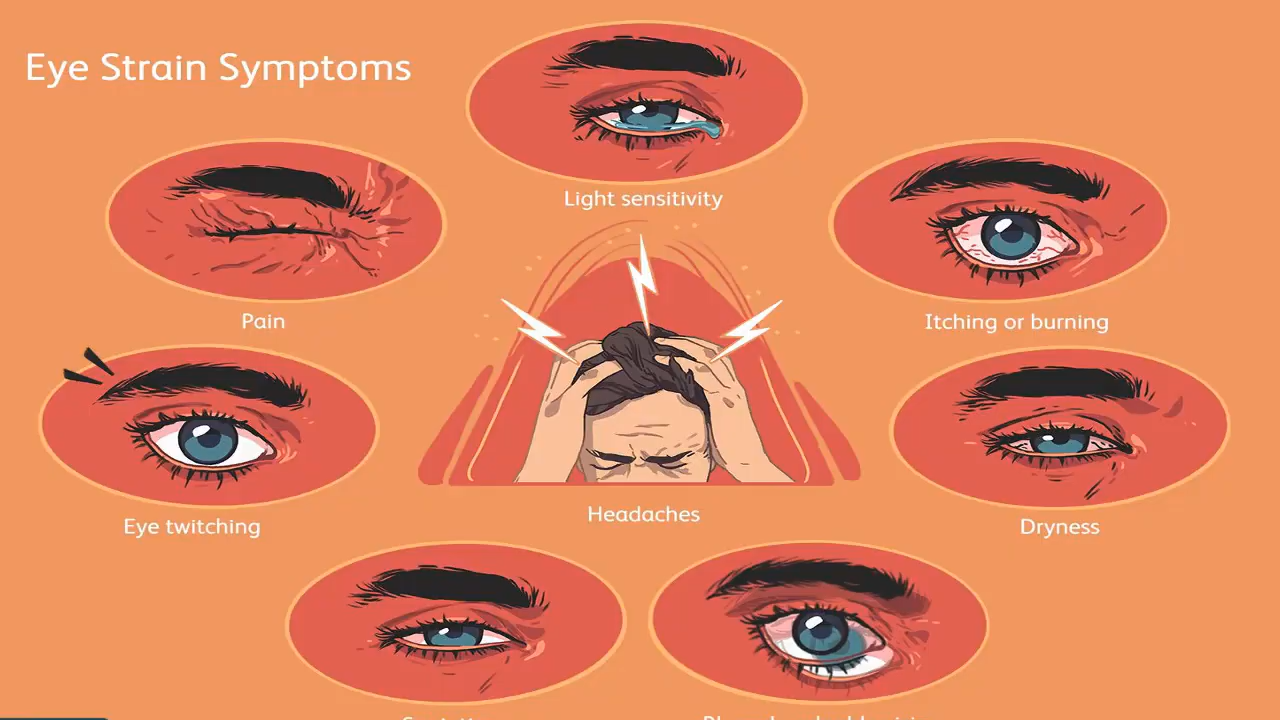 Eye Strain Symptoms
Light sensitivity
Pain
Itching or burning
Eye twitching
Headaches
Dryness